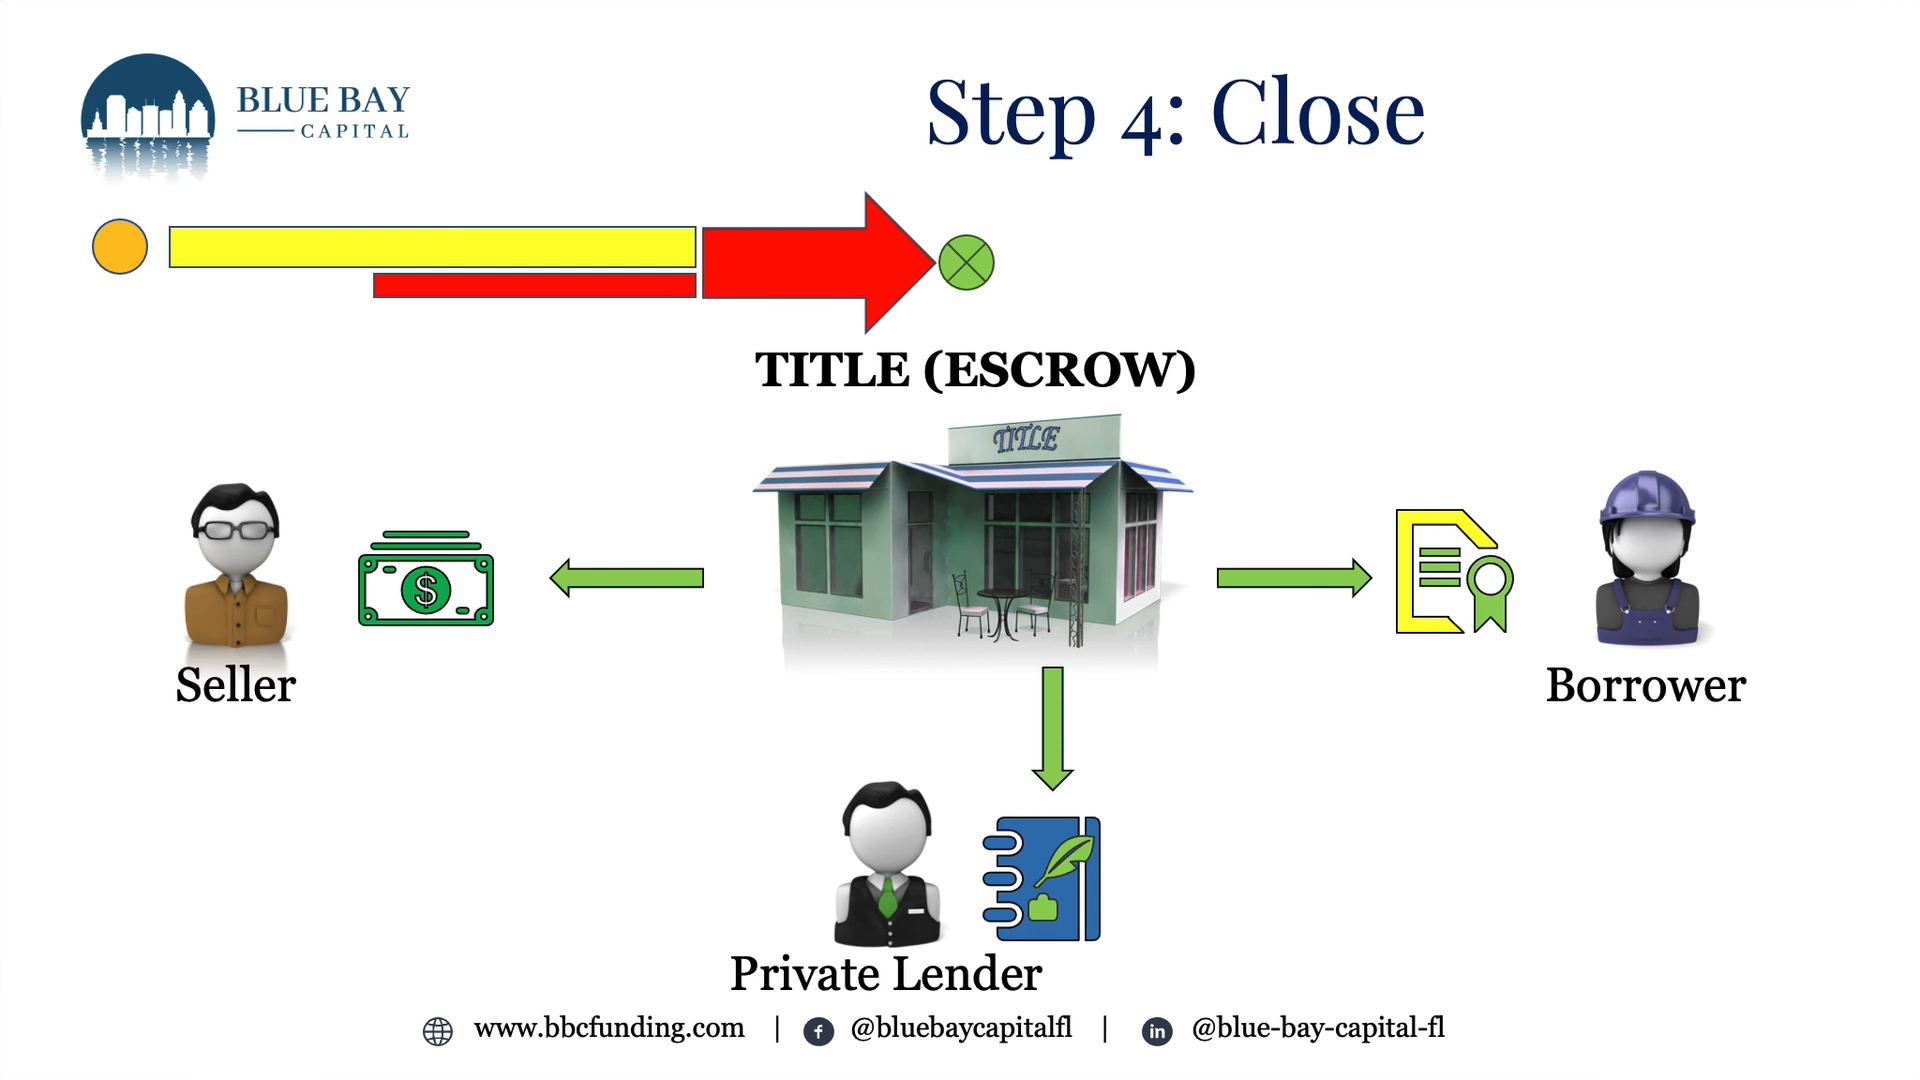 BLUE BAY
CAPITAL
Step 4: Close
TITLE (ESCROW)
TITLE
$
Seller
Borrower
Private Lender
www.bbcfunding.com | f @bluebaycapitalfl | in @blue-bay-capital-fl